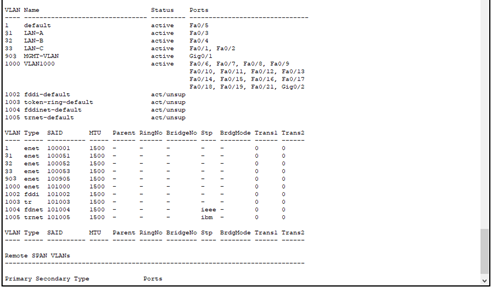 VLAN Name                             Status    Ports
---- -------------------------------- --------- -------------------------------
1    default                          active    Fa0/5
31   LAN-A                            active    Fa0/3
32   LAN-B                            active    Fa0/4
33   LAN-C                            active    Fa0/1, Fa0/2
903  MGMT-VLAN                        active    Gig0/1
1000 VLAN1000                         active    Fa0/6, Fa0/7, Fa0/8, Fa0/9
                                                Fa0/10, Fa0/11, Fa0/12, Fa0/13
                                                Fa0/14, Fa0/15, Fa0/16, Fa0/17
                                                Fa0/18, Fa0/19, Fa0/21, Gig0/2
1002 fddi-default                     act/unsup
1003 token-ring-default               act/unsup
1004 fddinet-default                  act/unsup
1005 trnet-default                    act/unsup
VLAN Type  SAID       MTU   Parent RingNo BridgeNo Stp  BrdgMode Trans1 Trans2
---- ----- ---------- ----- ------ ------ -------- ---- -------- ------ ------
1    enet  100001     1500  -      -      -        -    -        0      0
31   enet  100051     1500  -      -      -        -    -        0      0
32   enet  100052     1500  -      -      -        -    -        0      0
33   enet  100053     1500  -      -      -        -    -        0      0
903  enet  100905     1500  -      -      -        -    -        0      0
1000 enet  101000     1500  -      -      -        -    -        0      0
1002 fddi  101002     1500  -      -      -        -    -        0      0
1003 tr    101003     1500  -      -      -        -    -        0      0
1004 fdnet 101004     1500  -      -      -        ieee -        0      0
1005 trnet 101005     1500  -      -      -        ibm  -        0      0
VLAN Type  SAID       MTU   Parent RingNo BridgeNo Stp  BrdgMode Trans1 Trans2
---- ----- ---------- ----- ------ ------ -------- ---- -------- ------ ------
Remote SPAN VLANs
------------------------------------------------------------------------------
Primary Secondary Type              Ports